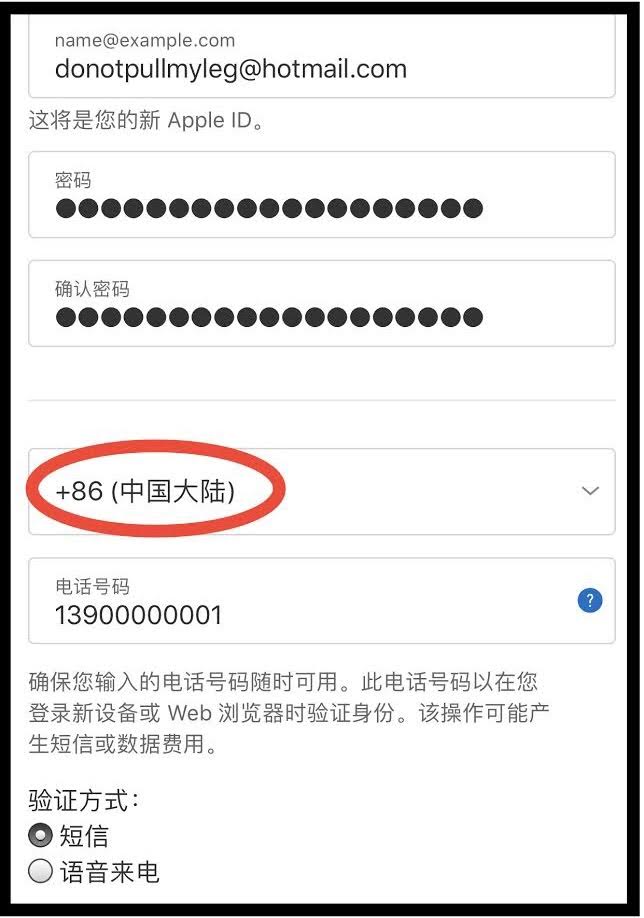 name@example.com
donotpullmyleg@hotmail.com
这将是您的新 Apple ID。
密码
●●●●●●●●●●●●●●●●●●●
确认密码
●●●●●●●●●●●●●●●●●●●
+86 (中国大陆)
电话号码
13900000001
?
确保您输入的电话号码随时可用。此电话号码以在您
登录新设备或 Web 浏览器时验证身份。该操作可能产
生短信或数据费用。
验证方式：
短信
语音来电